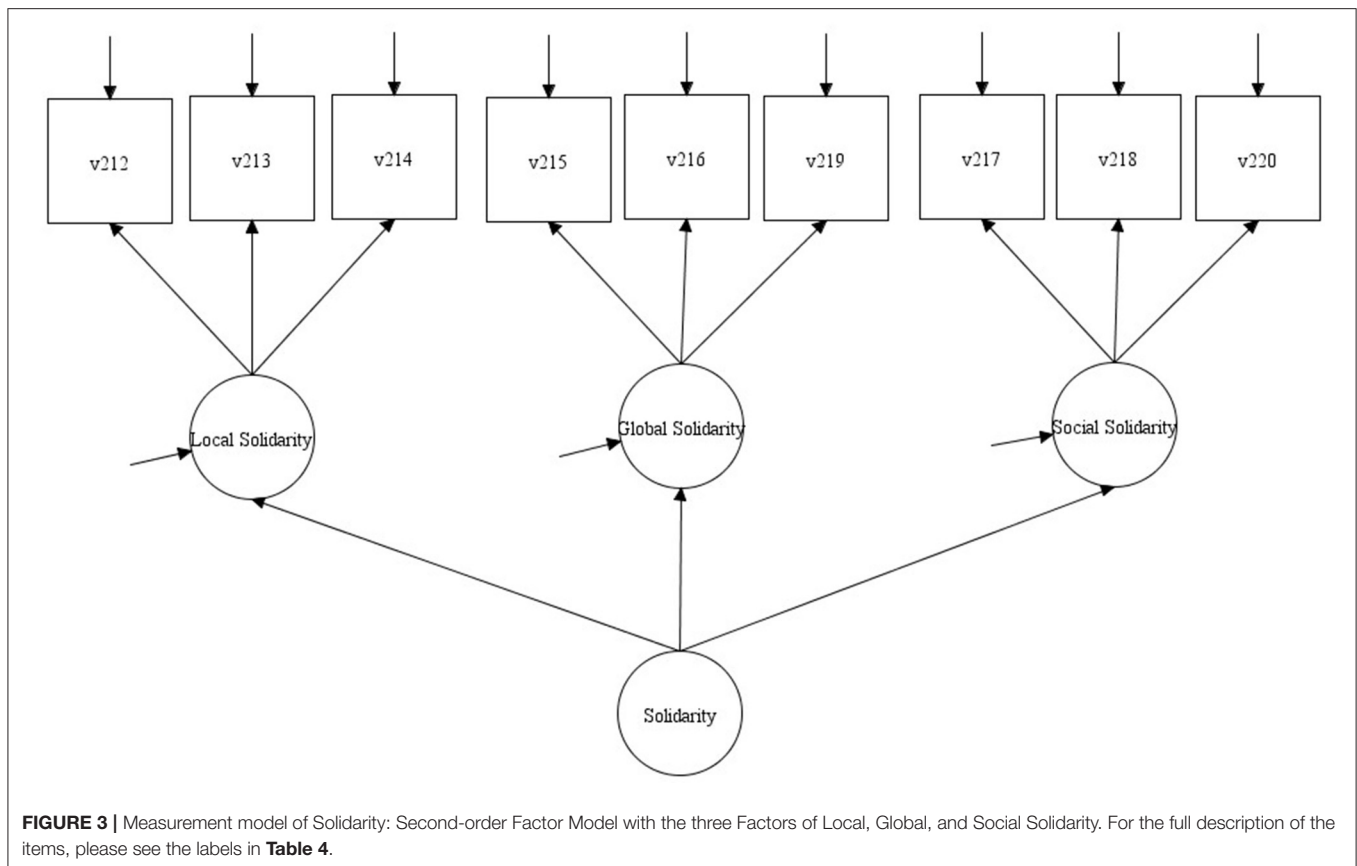 v212 v213 v214 v215 v216 v219 v217 v218 v220
Local Solidarity Global Solidarity Social Solidarity
Solidarity
FIGURE 3 | Measurement model of Solidarity: Second-order Factor Model with the three Factors of Local, Global, and Social Solidarity. For the full description of the
items, please see the labels in Table 4.